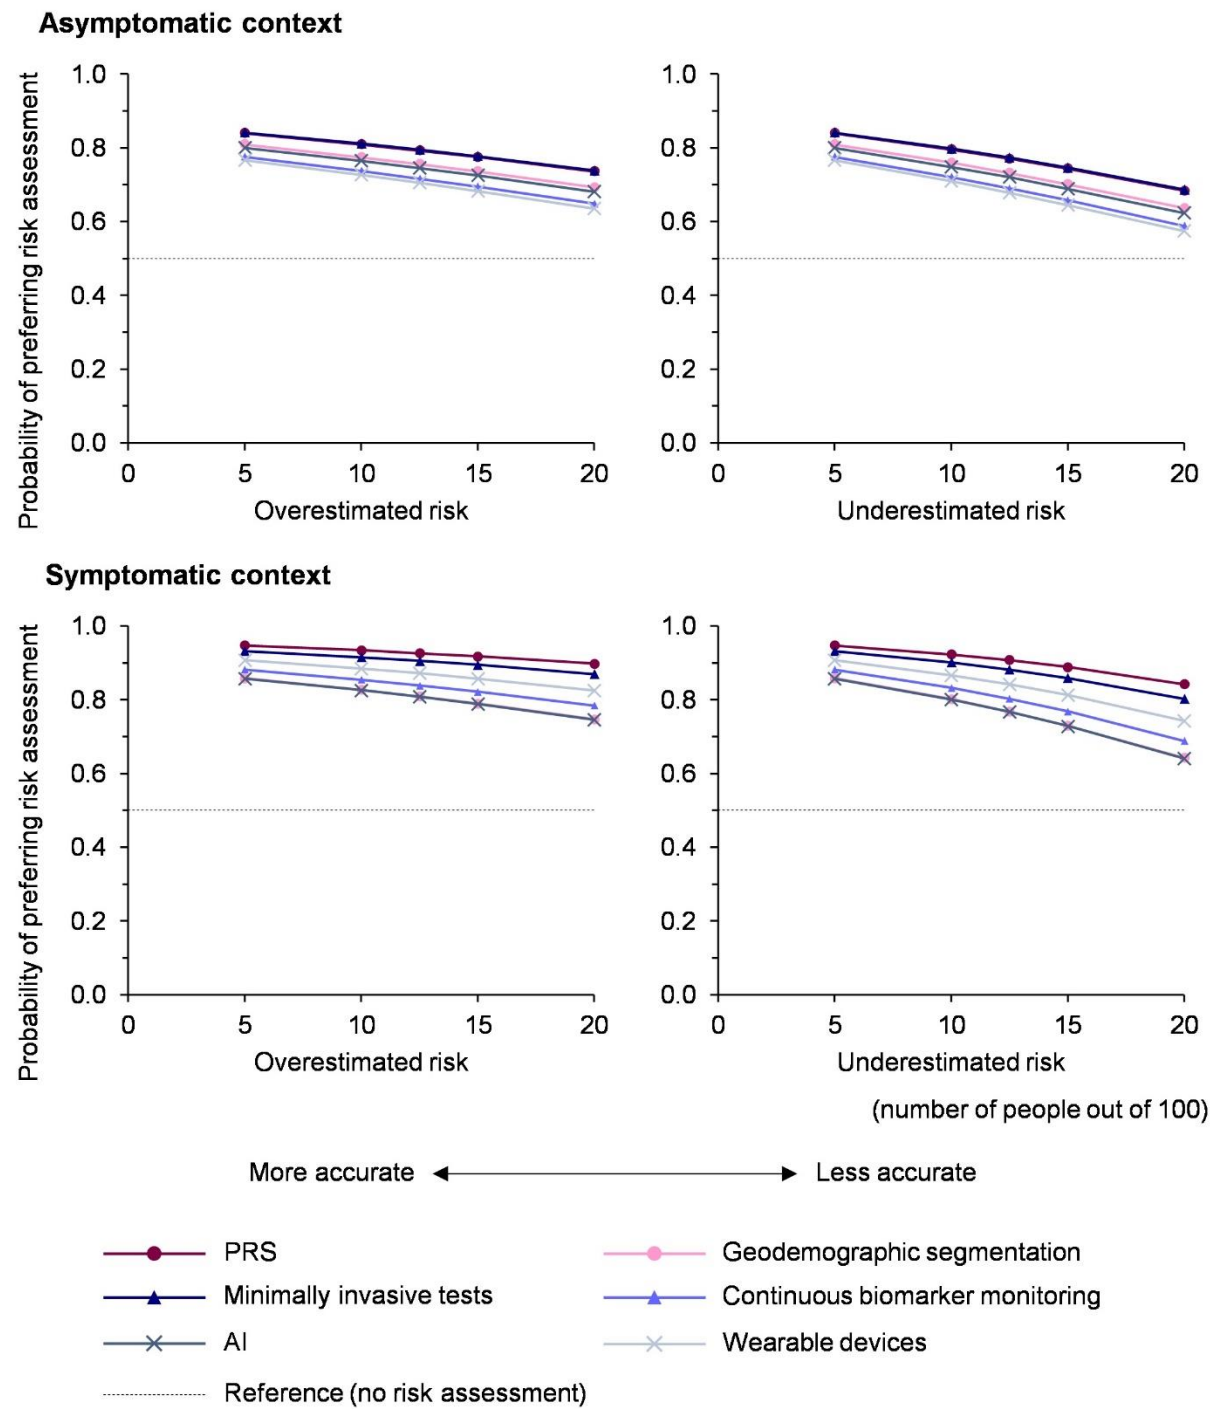 Asymptomatic context
Probability of preferring risk assessment
1.0
0.8
0.6
0.4
0.2
0.0
0 5 10 15 20
Overestimated risk
1.0
0.8
0.6
0.4
0.2
0.0
0 5 10 15 20
Underestimated risk
Symptomatic context
Probability of preferring risk assessment
1.0
0.8
0.6
0.4
0.2
0.0
0 5 10 15 20
Overestimated risk
1.0
0.8
0.6
0.4
0.2
0.0
0 5 10 15 20
Underestimated risk
(number of people out of 100)
More accurate Less accurate
PRS Geodemographic segmentation
Minimally invasive tests Continuous biomarker monitoring
AI Wearable devices
Reference (no risk assessment)